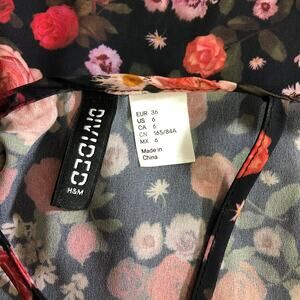 DIVIDED
H&M
EUR 36
US 6
CA 6
CN 165/84A
MX 6
Made in
China